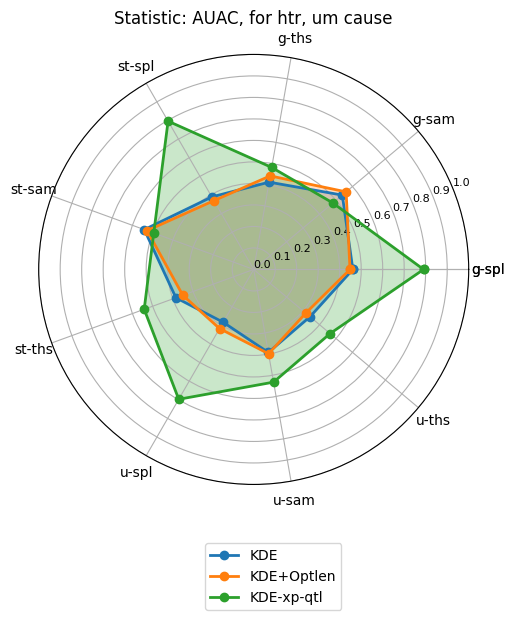 Statistic: AUAC, for htr, um cause
g-ths
st-spl
g-sam
st-sam
1.0
0.9
0.8
0.7
0.6
0.5
0.4
0.3
0.2
0.1
0.0
g-spl
st-ths
u-ths
u-spl
u-sam
KDE
KDE+Optlen
KDE-xp-qtl